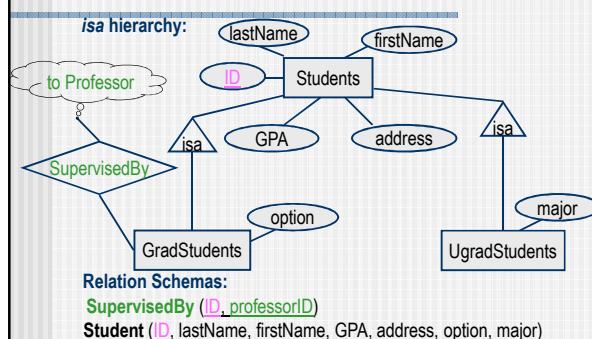 isa hierarchy:
lastName
firstName
to Professor
ID
Students
isa
GPA
address
isa
SupervisedBy
option
major
GradStudents
UgradStudents
Relation Schemas:
SupervisedBy (ID, professorID)
Student (ID, lastName, firstName, GPA, address, option, major)